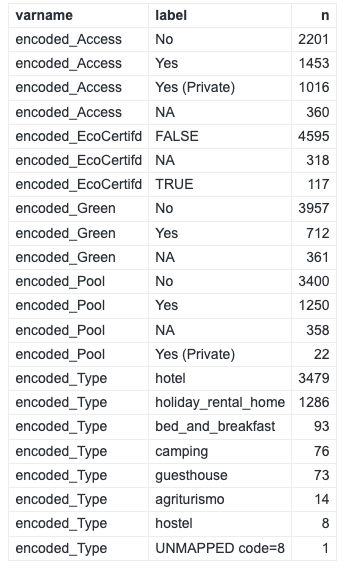 varname label n
encoded_Access No 2201
encoded_Access Yes 1453
encoded_Access Yes (Private) 1016
encoded_Access NA 360
encoded_EcoCertifd FALSE 4595
encoded_EcoCertifd NA 318
encoded_EcoCertifd TRUE 117
encoded_Green No 3957
encoded_Green Yes 712
encoded_Green NA 361
encoded_Pool No 3400
encoded_Pool Yes 1250
encoded_Pool NA 358
encoded_Pool Yes (Private) 22
encoded_Type hotel 3479
encoded_Type holiday_rental_home 1286
encoded_Type bed_and_breakfast 93
encoded_Type camping 76
encoded_Type guesthouse 73
encoded_Type agriturismo 14
encoded_Type hostel 8
encoded_Type UNMAPPED code=8 1